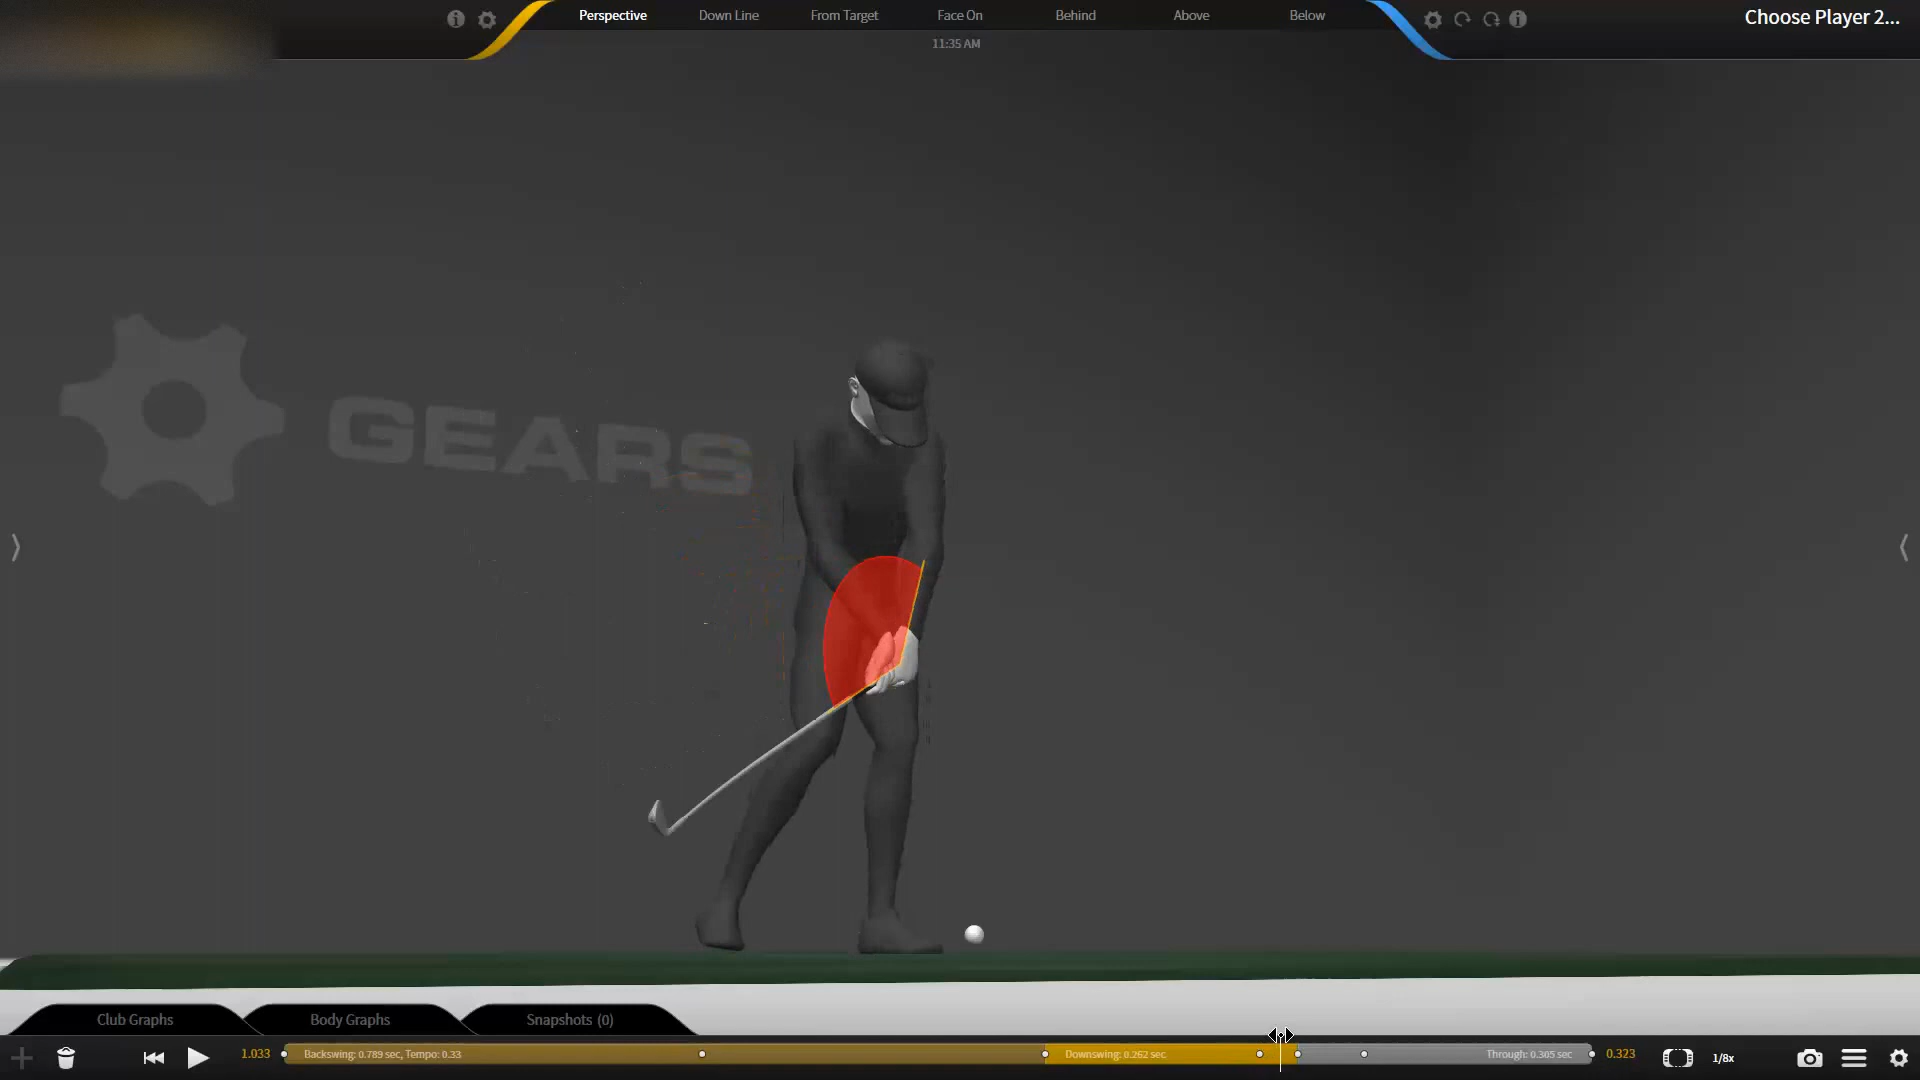 Perspective
Down Line
From Target
Face On
Behind
Above
Below
Choose Player 2...
11:35 AM
GEARS
Club Graphs
Body Graphs
Snapshots (0)
1.033
Backswing: 0.789 sec, Tempo: 0.33
Downswing: 0.262 sec
Through: 0.305 sec
0.323
1/8x